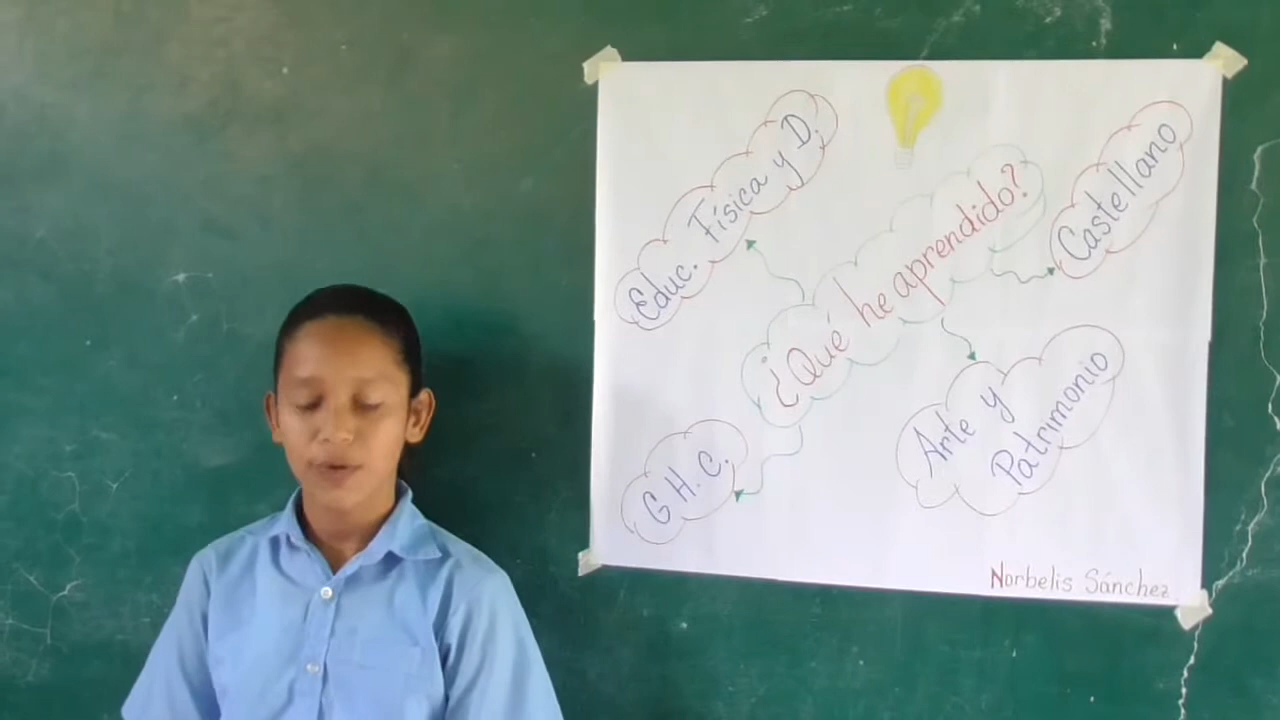 Educ. Física y D.
¿Qué he aprendido?
Castellano
G H. C.
Arte y
Patrimonio
Norbelis Sánchez